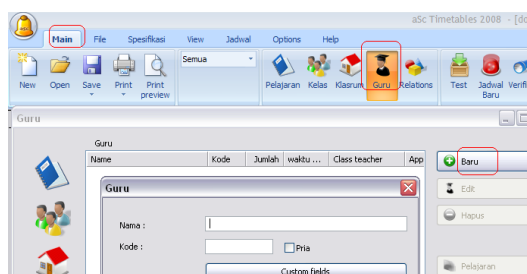 aSc Timetables 2008 - [do
Main File Spesifikasi View Jadwal Options Help
Semua
New Open Save Print Print preview Pelajaran Kelas Klasrum Guru Relations Test Jadwal Baru Verifi
Guru
Guru
Name Kode Jumlah waktu ... Class teacher App
Baru
Guru
Edit
Nama :
Hapus
Kode :
Pria
Custom fields
Pelajaran